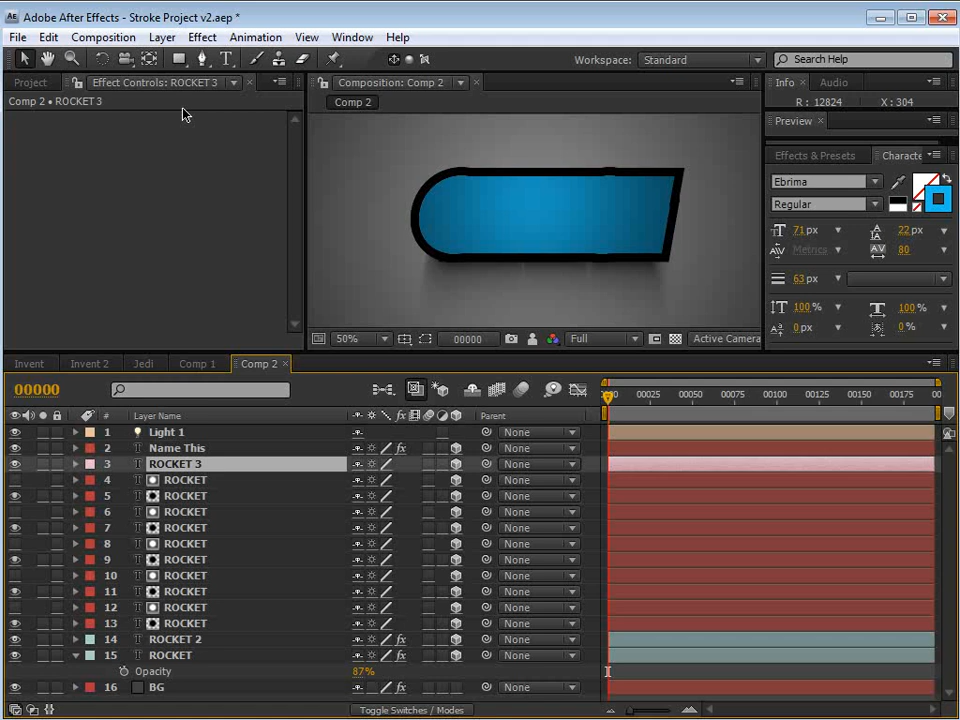 Adobe After Effects - Stroke Project v2.aep *
File Edit Composition Layer Effect Animation View Window Help
Workspace: Standard Search Help
Project Effect Controls: ROCKET 3 Composition: Comp 2 Info Audio
Comp 2 • ROCKET 3 Comp 2 R : 12824 X : 304
Preview
Effects & Presets Characte
Ebrima
Regular
71 px 22 px
Metrics 80
63 px
100 % 100 %
0 px 0 %
50% 00000 Full Active Camera
Invent Invent 2 Jedi Comp 1 Comp 2
00000 00025 00050 00075 00100 00125 00150 00175 00
# Layer Name fx Parent
1 Light 1 None
2 Name This fx None
3 T ROCKET 3 None
4 T ROCKET None
5 T ROCKET None
6 T ROCKET None
7 T ROCKET None
8 T ROCKET None
9 T ROCKET None
10 T ROCKET None
11 T ROCKET None
12 T ROCKET None
13 T ROCKET None
14 T ROCKET 2 fx None
15 T ROCKET fx None
Opacity 87%
16 BG fx None
Toggle Switches / Modes